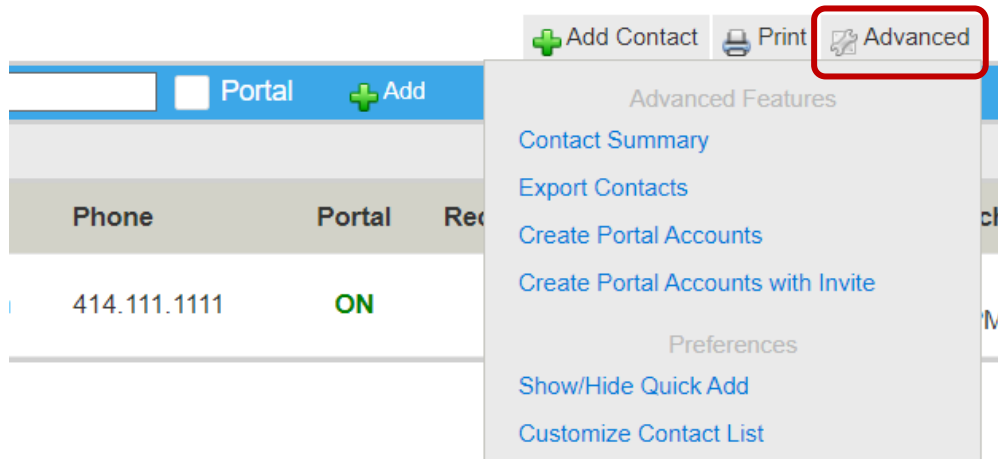 Add Contact Print Advanced
Portal Add
Advanced Features
Contact Summary
Export Contacts
Phone Portal
Create Portal Accounts
Create Portal Accounts with Invite
414.111.1111 ON
Preferences
Show/Hide Quick Add
Customize Contact List